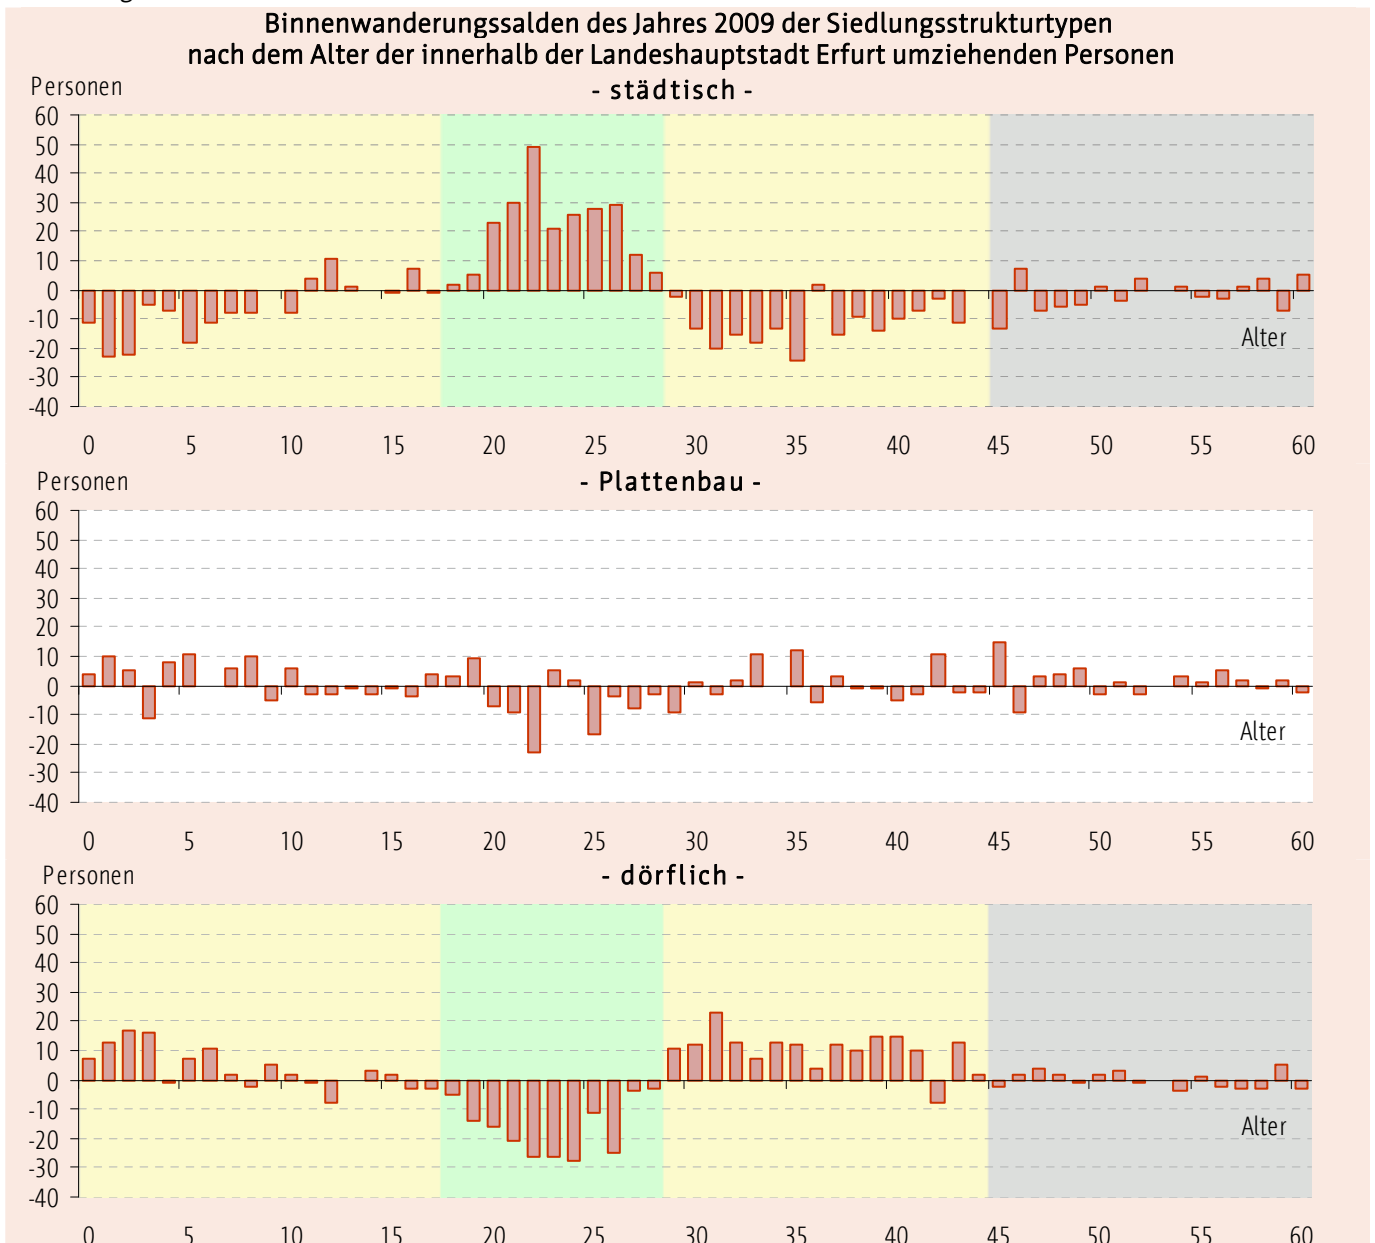 Binnenwanderungssalden des Jahres 2009 der Siedlungsstrukturtypen
nach dem Alter der innerhalb der Landeshauptstadt Erfurt umziehenden Personen
Personen
- städtisch -
60
50
40
30
20
10
0
-10
-20
-30
-40
Alter
0 5 10 15 20 25 30 35 40 45 50 55 60
Personen
- Plattenbau -
60
50
40
30
20
10
0
-10
-20
-30
-40
Alter
0 5 10 15 20 25 30 35 40 45 50 55 60
Personen
- dörflich -
60
50
40
30
20
10
0
-10
-20
-30
-40
Alter
0 5 10 15 20 25 30 35 40 45 50 55 60